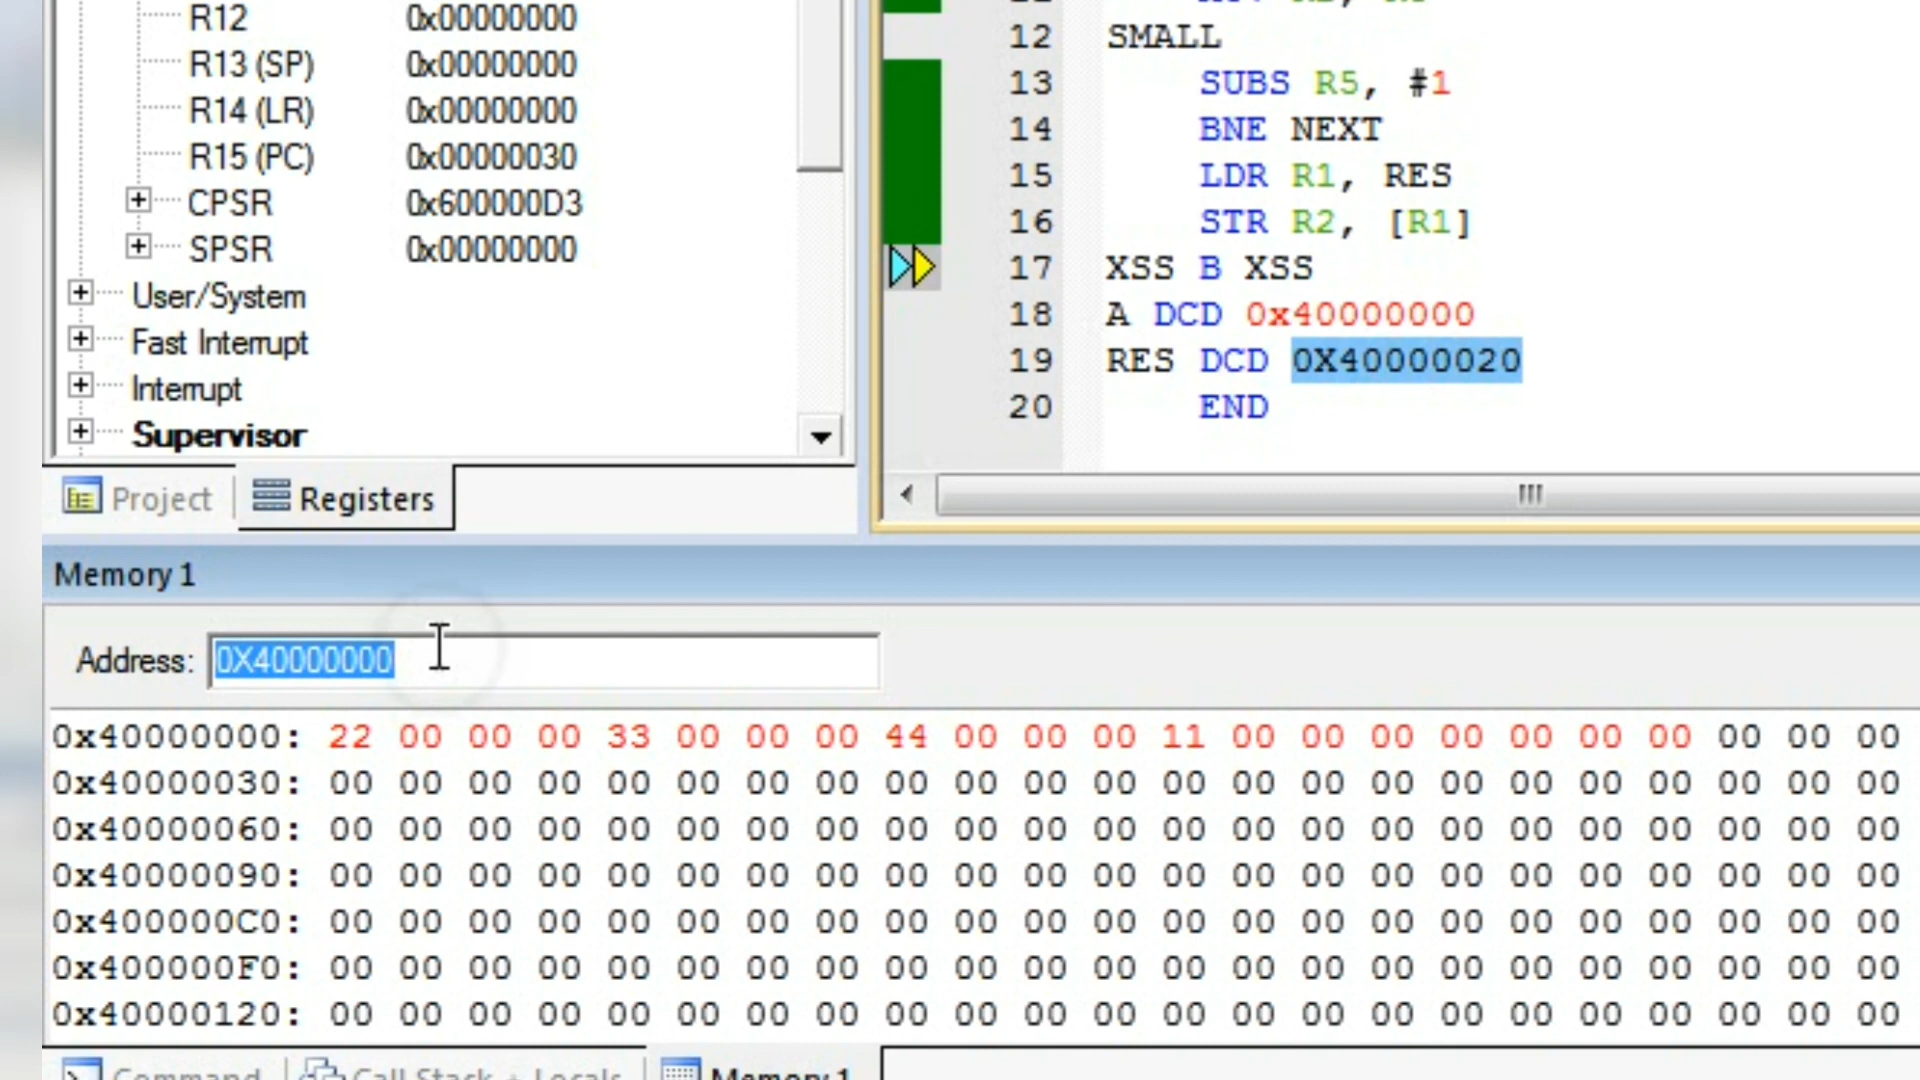 R12 0x00000000
R13 (SP) 0x00000000
R14 (LR) 0x00000000
R15 (PC) 0x00000030
CPSR 0x600000D3
SPSR 0x00000000
User/System
Fast Interrupt
Interrupt
Supervisor
Project
Registers
12 SMALL
13 SUBS R5, #1
14 BNE NEXT
15 LDR R1, RES
16 STR R2, [R1]
17 XSS B XSS
18 A DCD 0x40000000
19 RES DCD 0X40000020
20 END
Memory 1
Address: 0X40000000
0x40000000: 22 00 00 00 33 00 00 00 44 00 00 00 11 00 00 00 00 00 00 00 00 00 00
0x40000030: 00 00 00 00 00 00 00 00 00 00 00 00 00 00 00 00 00 00 00 00 00 00 00
0x40000060: 00 00 00 00 00 00 00 00 00 00 00 00 00 00 00 00 00 00 00 00 00 00 00
0x40000090: 00 00 00 00 00 00 00 00 00 00 00 00 00 00 00 00 00 00 00 00 00 00 00
0x400000C0: 00 00 00 00 00 00 00 00 00 00 00 00 00 00 00 00 00 00 00 00 00 00 00
0x400000F0: 00 00 00 00 00 00 00 00 00 00 00 00 00 00 00 00 00 00 00 00 00 00 00
0x40000120: 00 00 00 00 00 00 00 00 00 00 00 00 00 00 00 00 00 00 00 00 00 00 00
Command
Call Stack + Locals
Memory 1